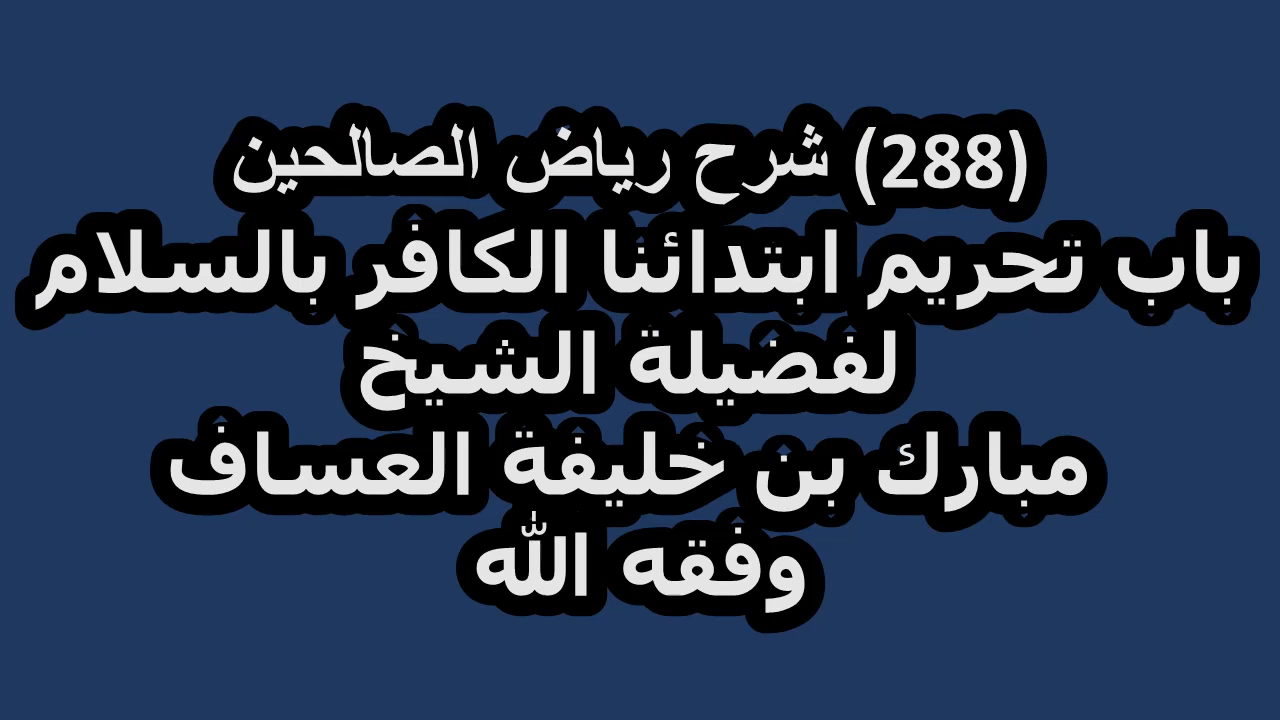 (288) شرح رياض الصالحين
باب تحريم ابتدائنا الكافر بالسلام
لفضيلة الشيخ
مبارك بن خليفة العساف
وفقه الله